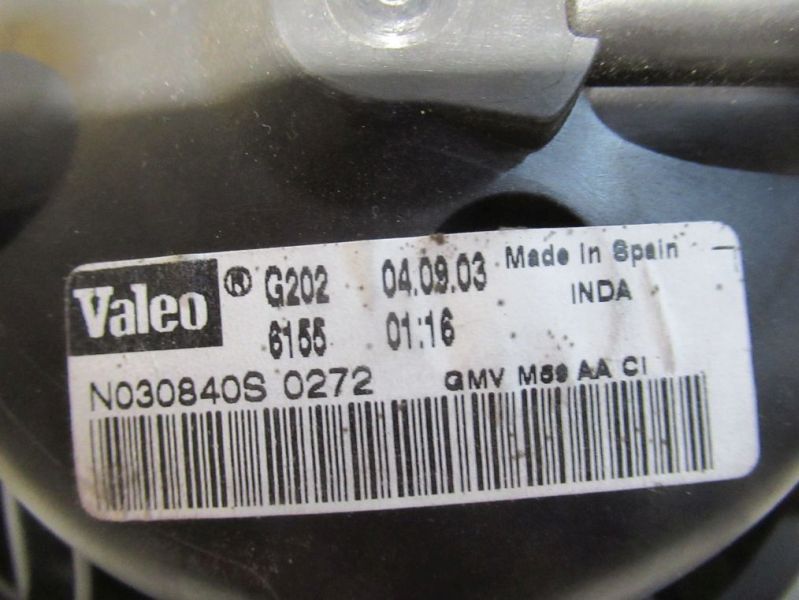 Valeo ® G202 04.09.03 Made In Spain
6155 01:16 INDA
N030840S 0272 GMV M59 AA CI